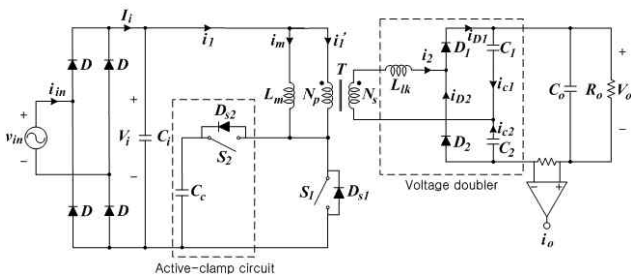 I_i
i_1
i_m
i_1'
T
i_2
D_1
i_D1
C_1
D
D
i_in
L_m
N_p
N_s
L_lk
i_D2
i_c1
+
v_in
−
+
V_i
−
C_i
D_s2
S_2
C_c
S_1
D_s1
D_2
i_c2
C_2
C_o
R_o
+
V_o
−
D
D
Voltage doubler
− +
i_o
Active-clamp circuit